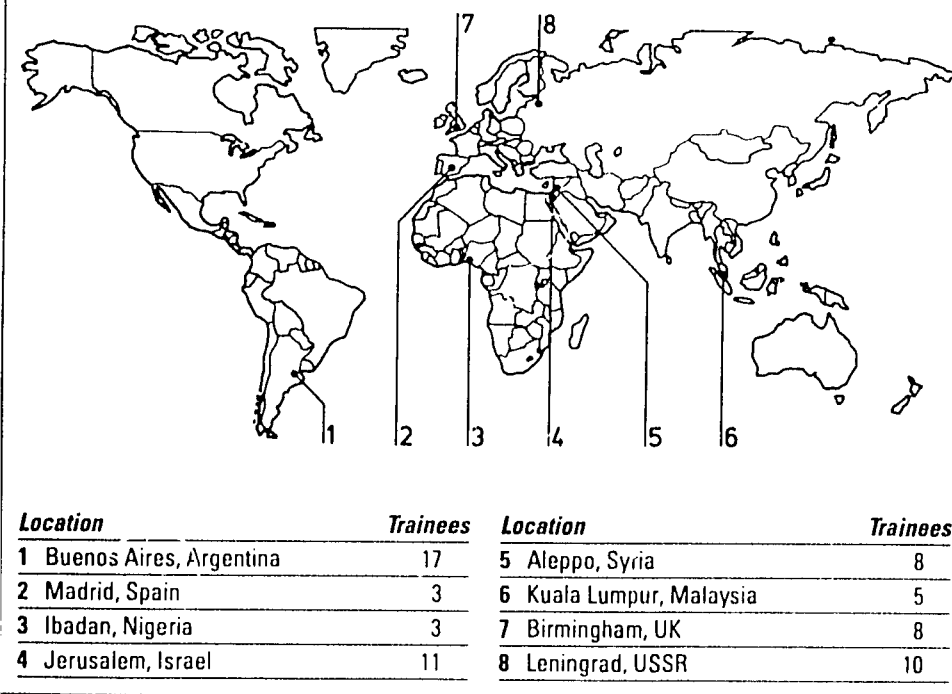 7 8
1 2 3 4 5 6
Location Trainees
1 Buenos Aires, Argentina 17
2 Madrid, Spain 3
3 Ibadan, Nigeria 3
4 Jerusalem, Israel 11
Location Trainees
5 Aleppo, Syria 8
6 Kuala Lumpur, Malaysia 5
7 Birmingham, UK 8
8 Leningrad, USSR 10